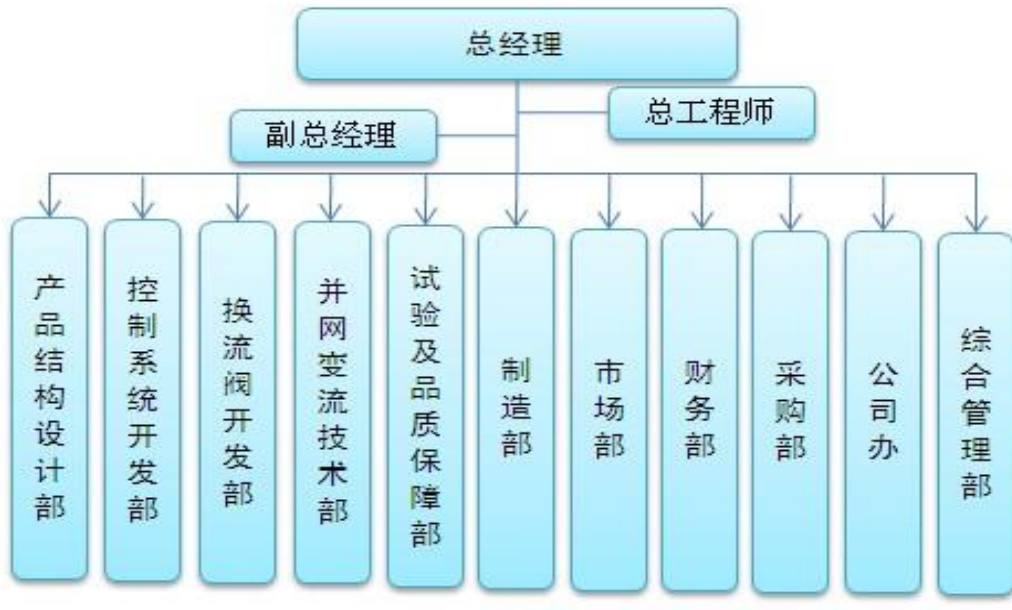 总经理
总工程师
副总经理
产品结构设计部
控制系统开发部
换流阀开发部
并网变流技术部
试验及品质保障部
制造部
市场部
财务部
采购部
公司办
综合管理部